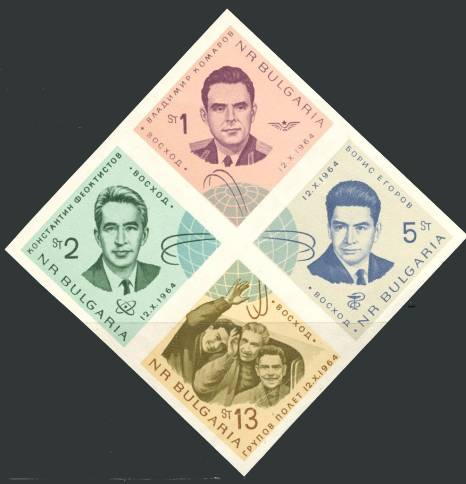 ВЛАДИМИР КОМАРОВ
NR BULGARIA
ST 1
"ВОСХОД"
12.X.1964
КОНСТАНТИН ФЕОКТИСТОВ
"ВОСХОД"
ST 2
NR BULGARIA
12.X.1964
БОРИС ЕГОРОВ
12.X.1964
5 ST
"ВОСХОД"
NR BULGARIA
"ВОСХОД"
NR BULGARIA
ST 13
ГРУПОВ ПОЛЕТ 12.X.1964